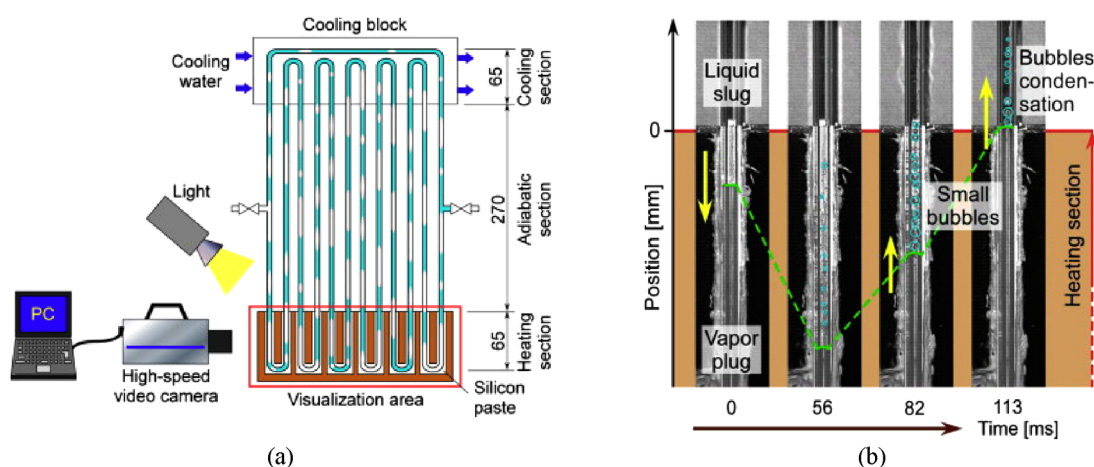 Cooling block
Cooling
water
65
Cooling
section
Light
270
Adiabatic
section
PC
High-speed
video camera
65
Heating
section
Silicon
paste
Visualization area
(a)
Position [mm]
0
Liquid
slug
Bubbles
conden-
sation
Small
bubbles
Vapor
plug
Heating section
0 56 82 113
Time [ms]
(b)